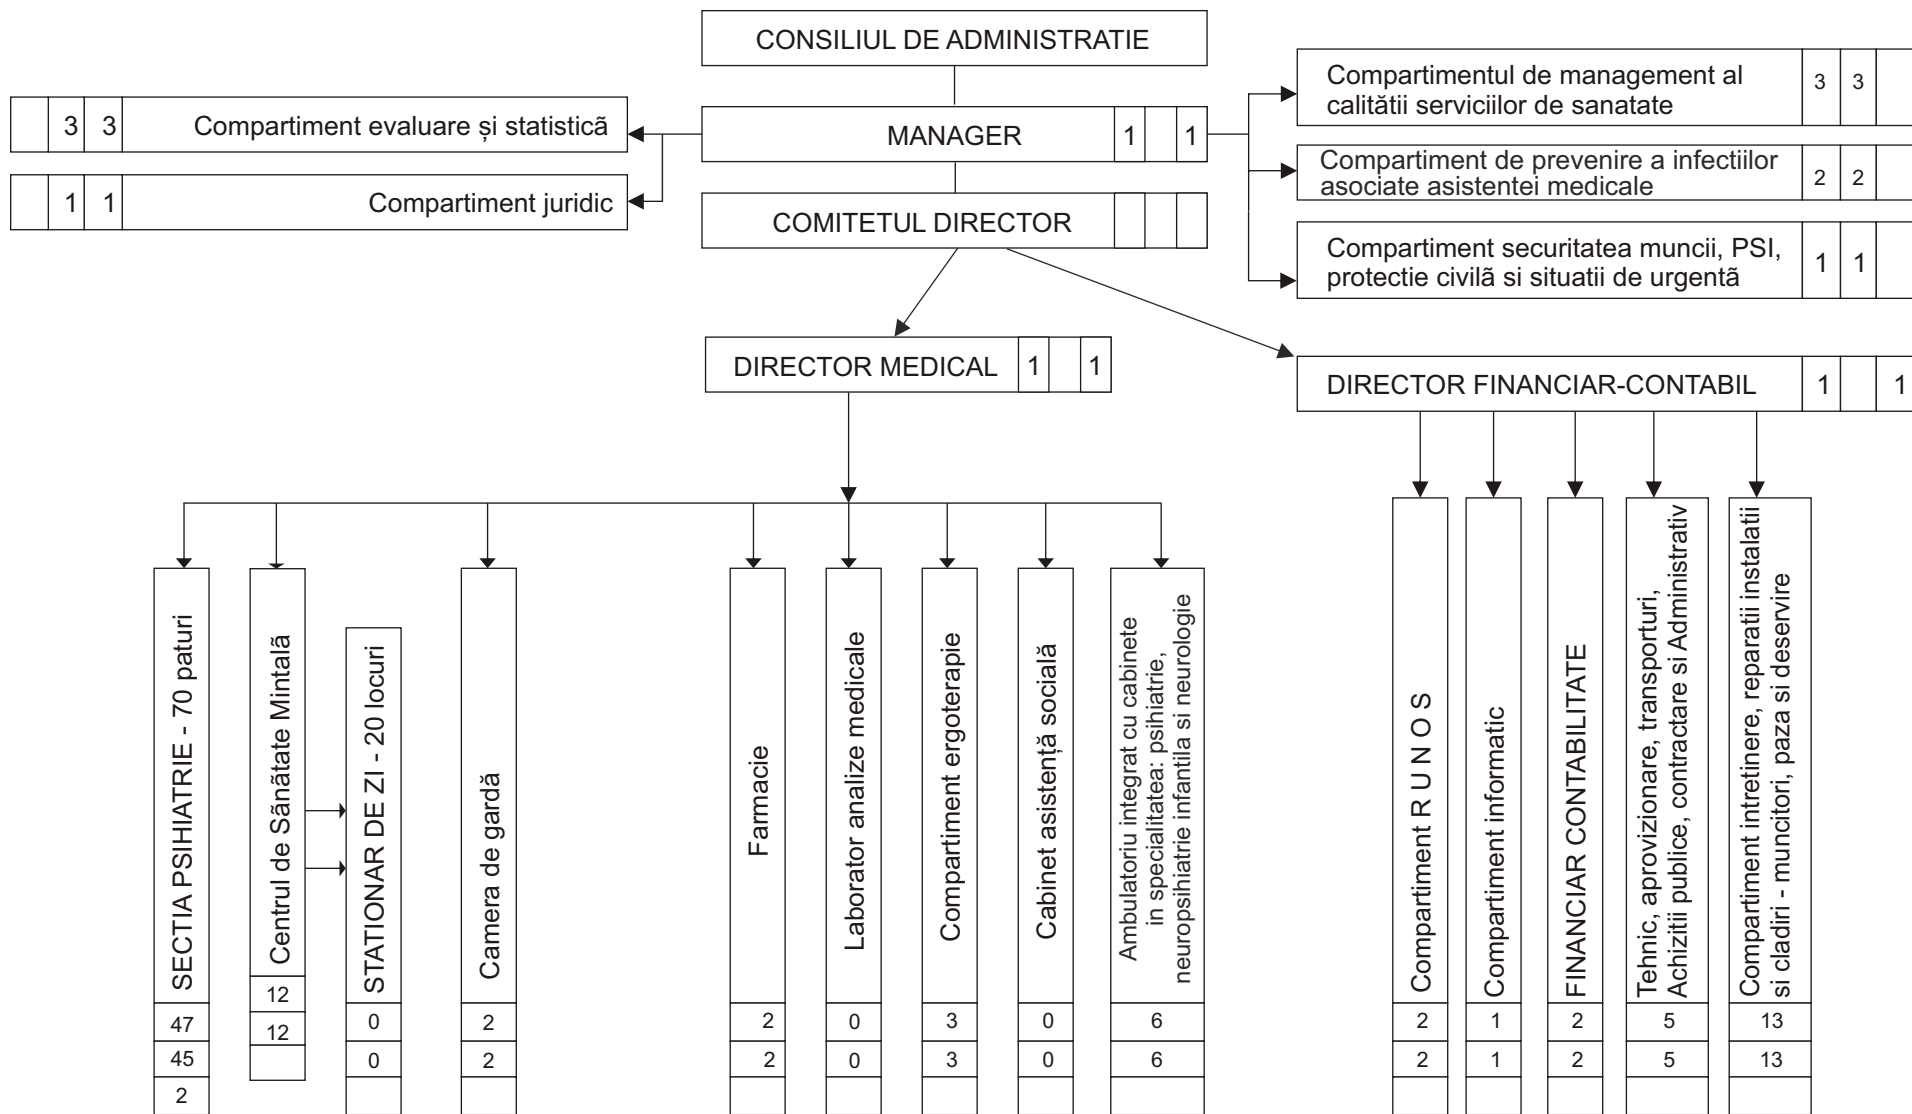 CONSILIUL DE ADMINISTRATIE
3 3 Compartiment evaluare și statisticã
MANAGER 1 1
Compartimentul de management al
calitãtii serviciilor de sanatate
3 3
1 1 Compartiment juridic
COMITETUL DIRECTOR
Compartiment de prevenire a infectiilor
asociate asistentei medicale
2 2
Compartiment securitatea muncii, PSI,
protectie civilã si situatii de urgentã
1 1
DIRECTOR MEDICAL 1 1
DIRECTOR FINANCIAR-CONTABIL 1 1
SECTIA PSIHIATRIE - 70 paturi
47
45
2
Centrul de Sãnãtate Mintalã
12
12
STATIONAR DE ZI - 20 locuri
0
0
Camera de gardă
2
2
Farmacie
2
2
Laborator analize medicale
0
0
Compartiment ergoterapie
3
3
Cabinet asistență socială
0
0
Ambulatoriu integrat cu cabinete
in specialitatea: psihiatrie,
neuropsihiatrie infantila si neurologie
6
6
Compartiment R U N O S
2
2
Compartiment informatic
1
1
FINANCIAR CONTABILITATE
2
2
Tehnic, aprovizionare, transporturi,
Achizitii publice, contractare si Administrativ
5
5
Compartiment intretinere, reparatii instalatii
si cladiri - muncitori, paza si deservire
13
13